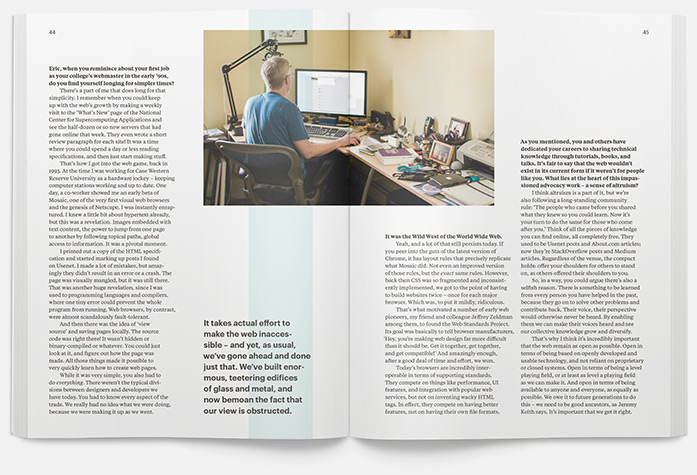 44
Eric, when you reminisce about your first job
as your college's webmaster in the early '90s,
do you find yourself longing for simpler times?
There's a part of me that does long for that
simplicity. I remember when you could keep
up with the web's growth by making a weekly
visit to the 'What's New' page of the National
Center for Supercomputing Applications and
see the half-dozen or so new servers that had
gone online that week. They even wrote a short
review paragraph for each site! It was a time
where you could spend a day or less reading
specifications, and then just start making stuff.
That's how I got into the web game, back in
1993. At the time I was working for Case Western
Reserve University as a hardware jockey – keeping
computer stations working and up to date. One
day, a co-worker showed me an early beta of
Mosaic, one of the very first visual web browsers
and the genesis of Netscape. I was instantly enrap-
tured. I knew a little bit about hypertext already,
but this was a revelation. Images embedded with
text content, the power to jump from one page
to another by following topical paths, global
access to information. It was a pivotal moment.
I printed out a copy of the HTML specifi-
cation and started marking up posts I found
on Usenet. I made a lot of mistakes, but amaz-
ingly they didn't result in an error or a crash. The
page was visually mangled, but it was still there.
That was another huge revelation, since I was
used to programming languages and compilers,
where one tiny error could prevent the whole
program from running. Web browsers, by contrast,
were almost scandalously fault-tolerant.
And then there was the idea of 'view
source' and saving pages locally. The source
code was right there! It wasn't hidden or
binary-compiled or whatever. You could just
look at it, and figure out how the page was
made. All those things made it possible to
very quickly learn how to create web pages.
While it was very simple, you also had to
do everything. There weren't the typical divi-
sions between designers and developers we
have today. You had to know every aspect of the
trade. We really had no idea what we were doing,
because we were making it up as we went.
It takes actual effort to
make the web inacces-
sible – and yet, as usual,
we've gone ahead and done
just that. We've built enor-
mous, teetering edifices
of glass and metal, and
now bemoan the fact that
our view is obstructed.
It was the Wild West of the World Wide Web.
Yeah, and a lot of that still persists today. If
you peer into the guts of the latest version of
Chrome, it has layout rules that precisely replicate
what Mosaic did. Not even an improved version
of those rules, but the exact same rules. However,
back then CSS was so fragmented and inconsist-
ently implemented, we got to the point of having
to build websites twice – once for each major
browser. Which was, to put it mildly, ridiculous.
That's what motivated a number of early web
pioneers, my friend and colleague Jeffrey Zeldman
among them, to found the Web Standards Project.
Its goal was basically to tell browser manufacturers,
'Hey, you're making web design far more difficult
than it should be. Get it together, get together,
and get compatible!' And amazingly enough,
after a good deal of time and effort, we won.
Today's browsers are incredibly inter-
operable in terms of supporting standards.
They compete on things like performance, UI
features, and integration with popular web
services, but not on inventing wacky HTML
tags. In effect, they compete on having better
features, not on having their own file formats.
45
As you mentioned, you and others have
dedicated your careers to sharing technical
knowledge through tutorials, books, and
talks. It's fair to say that the web wouldn't
exist in its current form if it weren't for people
like you. What lies at the heart of this impas-
sioned advocacy work – a sense of altruism?
I think altruism is a part of it, but we're
also following a long-standing community
rule: 'The people who came before you shared
what they knew so you could learn. Now it's
your turn to do the same for those who come
after you.' Think of all the pieces of knowledge
you can find online, all completely free. They
used to be Usenet posts and About.com articles;
now they're StackOverflow posts and Medium
articles. Regardless of the venue, the compact
holds: offer your shoulders for others to stand
on, as others offered their shoulders to you.
So, in a way, you could argue there's also a
selfish reason. There is something to be learned
from every person you have helped in the past,
because they go on to solve other problems and
contribute back. Their voice, their perspective
would otherwise never be heard. By enabling
them we can make their voices heard and see
our collective knowledge grow and diversify.
That's why I think it's incredibly important
that the web remain as open as possible. Open in
terms of being based on openly developed and
usable technology, and not reliant on proprietary
or closed systems. Open in terms of being a level
playing field, or at least as level a playing field
as we can make it. And open in terms of being
available to anyone and everyone, as equally as
possible. We owe it to future generations to do
this – we need to be good ancestors, as Jeremy
Keith says. It's important that we get it right.